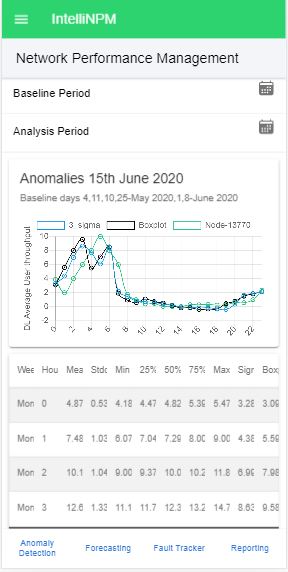 IntelliNPM
Network Performance Management
Baseline Period
Analysis Period
Anomalies 15th June 2020
Baseline days 4,11,10,25-May 2020,1,8-June 2020
3_sigma Boxplot Node-13770
DL Average User throughput
10
8
6
4
2
0
-2
0 2 4 6 8 10 12 14 16 18 20 22
Wee Hou Mea Stdd Min 25% 50% 75% Max Sigr Boxp
Mon 0 4.87 0.53 4.18 4.47 4.82 5.39 5.47 3.28 3.09
Mon 1 7.48 1.03 6.07 7.04 7.29 8.00 9.00 4.38 5.59
Mon 2 10.1 1.04 9.00 9.37 10.0 10.2 11.8 6.99 7.98
Mon 3 12.6 1.33 11.1 11.7 12.3 13.2 14.7 8.63 9.58
Anomaly Detection
Forecasting
Fault Tracker
Reporting